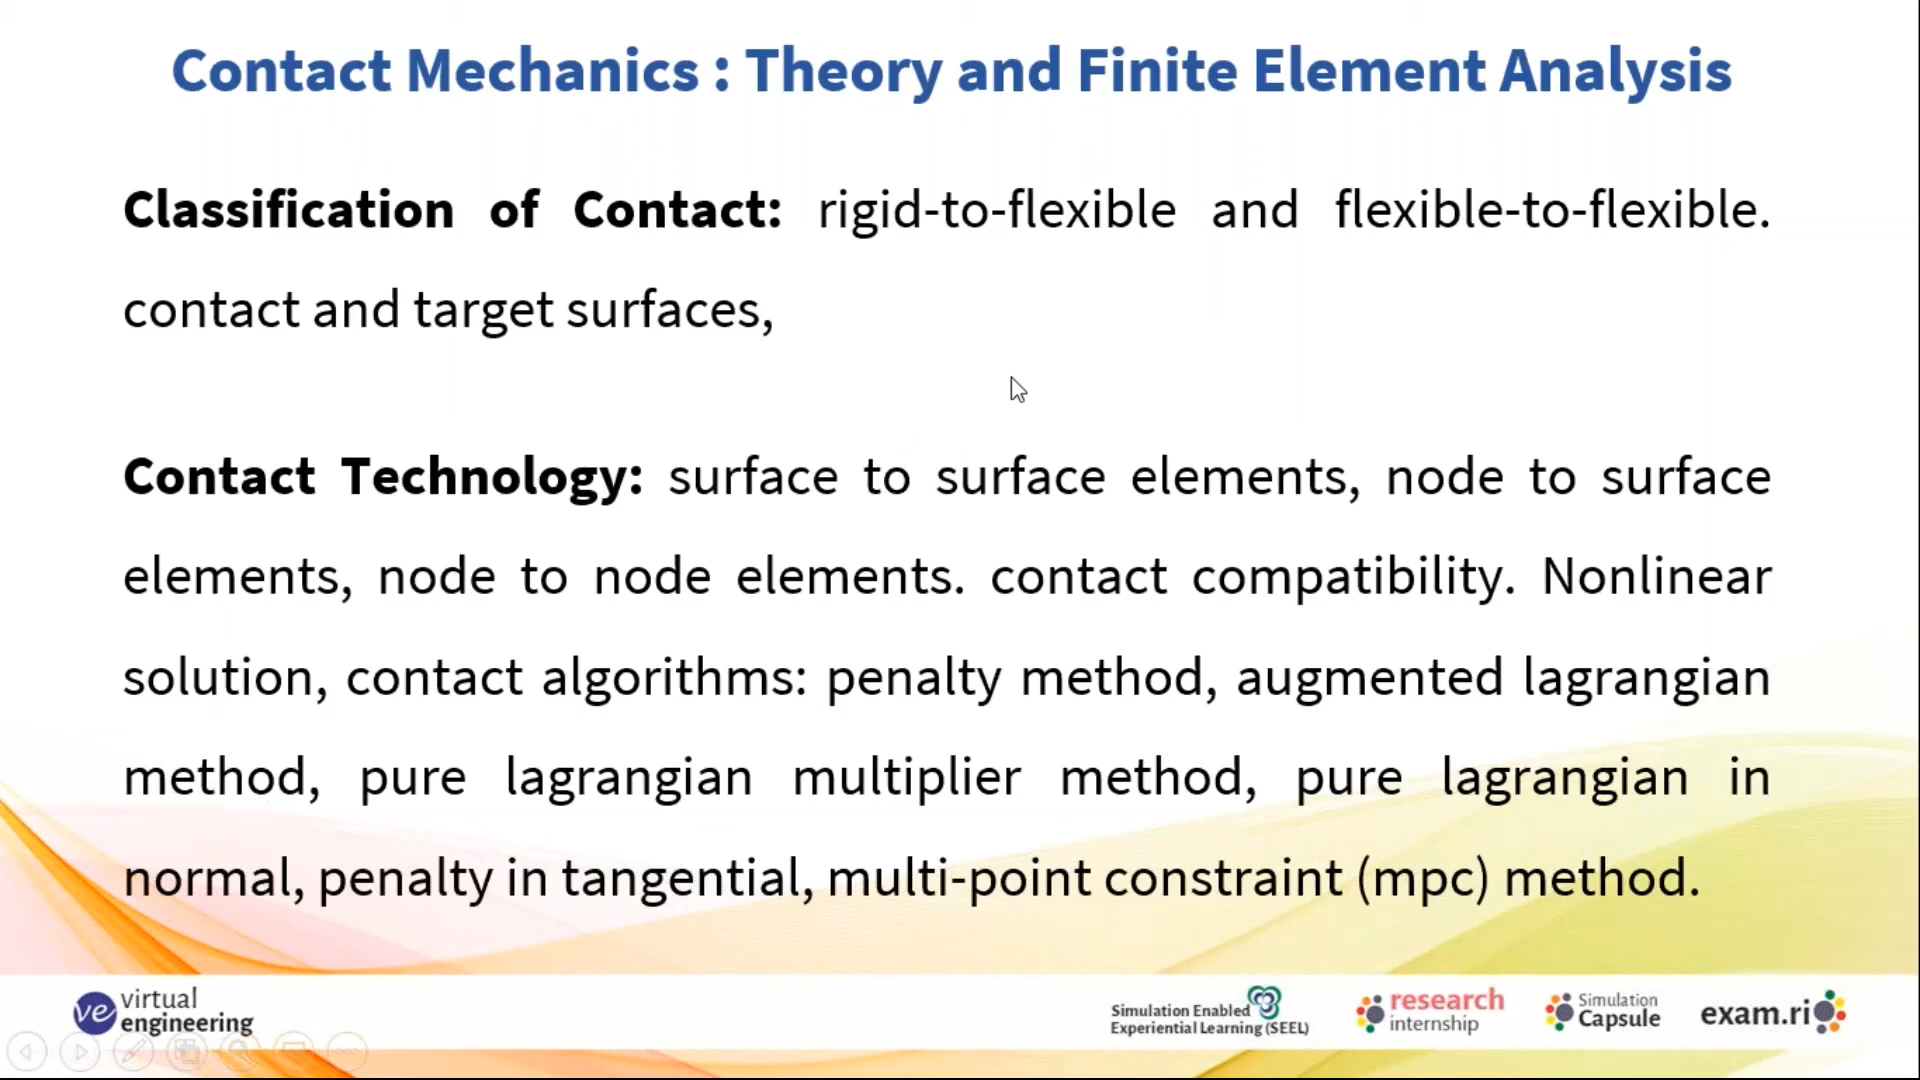 Contact Mechanics : Theory and Finite Element Analysis
Classification of Contact: rigid-to-flexible and flexible-to-flexible.
contact and target surfaces,
Contact Technology: surface to surface elements, node to surface
elements, node to node elements. contact compatibility. Nonlinear
solution, contact algorithms: penalty method, augmented lagrangian
method, pure lagrangian multiplier method, pure lagrangian in
normal, penalty in tangential, multi-point constraint (mpc) method.
ve virtual
engineering
Simulation Enabled
Experiential Learning (SEEL)
research
internship
Simulation
Capsule
exam.ri